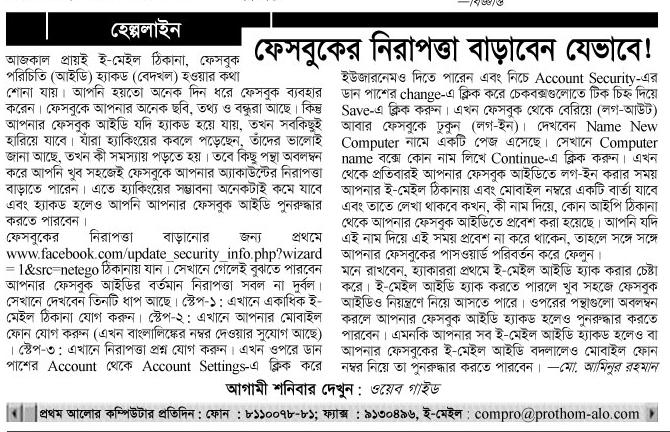 —বিজ্ঞপ্তি
হেল্পলাইন
ফেসবুকের নিরাপত্তা বাড়াবেন যেভাবে!
আজকাল প্রায়ই ই-মেইল ঠিকানা, ফেসবুক
পরিচিতি (আইডি) হ্যাকড (বেদখল) হওয়ার কথা
শোনা যায়। আপনি হয়তো অনেক দিন ধরে ফেসবুক ব্যবহার
করেন। ফেসবুকে আপনার অনেক ছবি, তথ্য ও বন্ধুরা আছে। কিন্তু
আপনার ফেসবুক আইডি যদি হ্যাকড হয়ে যায়, তখন সবকিছুই
হারিয়ে যাবে। যাঁরা হ্যাকিংয়ের কবলে পড়েছেন, তাঁদের ভালোই
জানা আছে, তখন কী সমস্যায় পড়তে হয়। তবে কিছু পন্থা অবলম্বন
করে আপনি খুব সহজেই ফেসবুকে আপনার অ্যাকাউন্টের নিরাপত্তা
বাড়াতে পারেন। এতে হ্যাকিংয়ের সম্ভাবনা অনেকটাই কমে যাবে
এবং হ্যাকড হলেও আপনি আপনার ফেসবুক আইডি পুনরুদ্ধার
করতে পারবেন।
ফেসবুকের নিরাপত্তা বাড়ানোর জন্য প্রথমে
www.facebook.com/update_security_info.php?wizard
= 1&src=netego ঠিকানায় যান। সেখানে গেলেই বুঝতে পারবেন
আপনার ফেসবুক আইডির বর্তমান নিরাপত্তা সবল না দুর্বল।
সেখানে দেখবেন তিনটি ধাপ আছে। স্টেপ-১: এখানে একাধিক ই-
মেইল ঠিকানা যোগ করুন। স্টেপ-২: এখানে আপনার মোবাইল
ফোন যোগ করুন (এখন বাংলালিংকের নম্বর দেওয়ার সুযোগ আছে)
। স্টেপ-৩: এখানে নিরাপত্তা প্রশ্ন যোগ করুন। এখন ওপরে ডান
পাশের Account থেকে Account Settings-এ ক্লিক করে
ইউজারনেমও দিতে পারেন এবং নিচে Account Security-এর
ডান পাশের change-এ ক্লিক করে চেকবক্সগুলোতে টিক চিহ্ন দিয়ে
Save-এ ক্লিক করুন। এখন ফেসবুক থেকে বেরিয়ে (লগ-আউট)
আবার ফেসবুকে ঢুকুন (লগ-ইন)। দেখবেন Name New
Computer নামে একটি পেজ এসেছে। সেখানে Computer
name বক্সে কোন নাম লিখে Continue-এ ক্লিক করুন। এখন
থেকে প্রতিবারই আপনার ফেসবুক আইডিতে লগ-ইন করার সময়
আপনার ই-মেইল ঠিকানায় এবং মোবাইল নম্বরে একটি বার্তা যাবে
এবং তাতে লেখা থাকবে কখন, কী নাম দিয়ে, কোন আইপি ঠিকানা
থেকে আপনার ফেসবুক আইডিতে প্রবেশ করা হয়েছে। আপনি যদি
এই নাম দিয়ে এই সময় প্রবেশ না করে থাকেন, তাহলে সঙ্গে সঙ্গে
আপনার ফেসবুকের পাসওয়ার্ড পরিবর্তন করে ফেলুন।
মনে রাখবেন, হ্যাকাররা প্রথমে ই-মেইল আইডি হ্যাক করার চেষ্টা
করে। ই-মেইল আইডি হ্যাক করতে পারলে খুব সহজে ফেসবুক
আইডিও নিয়ন্ত্রণে নিয়ে আসতে পারে। ওপরের পন্থাগুলো অবলম্বন
করলে আপনার ফেসবুক আইডি হ্যাকড হলেও পুনরুদ্ধার করতে
পারবেন। এমনকি আপনার সব ই-মেইল আইডি হ্যাকড হলেও বা
আপনার ফেসবুকের ই-মেইল আইডি বদলালেও মোবাইল ফোন
নম্বর নিয়ে তা পুনরুদ্ধার করতে পারবেন। —মো. আমিনুর রহমান
আগামী শনিবার দেখুন : ওয়েব গাইড
প্রথম আলোর কম্পিউটার প্রতিদিন : ফোন : ৮১১০০৭৮-৮১; ফ্যাক্স : ৯১৩০৪৯৬, ই-মেইল : compro@prothom-alo.com